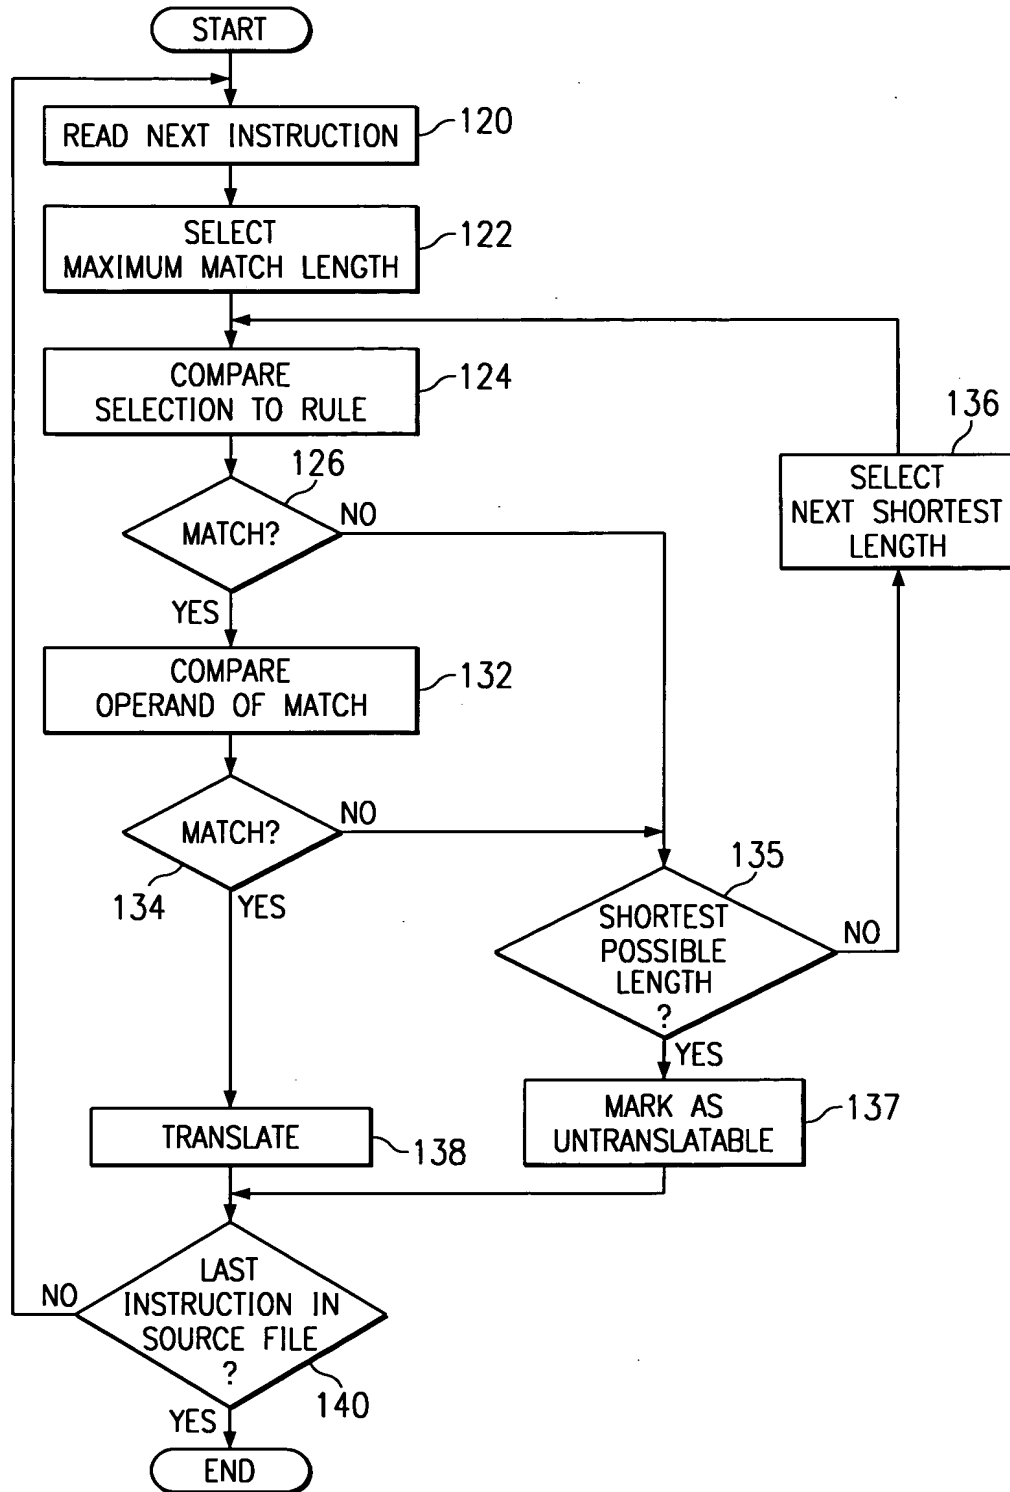 START
READ NEXT INSTRUCTION
120
SELECT
MAXIMUM MATCH LENGTH
122
COMPARE
SELECTION TO RULE
124
136
SELECT
NEXT SHORTEST
LENGTH
126
MATCH?
NO
YES
COMPARE
OPERAND OF MATCH
132
MATCH?
NO
134
YES
135
SHORTEST
POSSIBLE
LENGTH
?
NO
YES
MARK AS
UNTRANSLATABLE
137
TRANSLATE
138
LAST
INSTRUCTION IN
SOURCE FILE
?
NO
140
YES
END